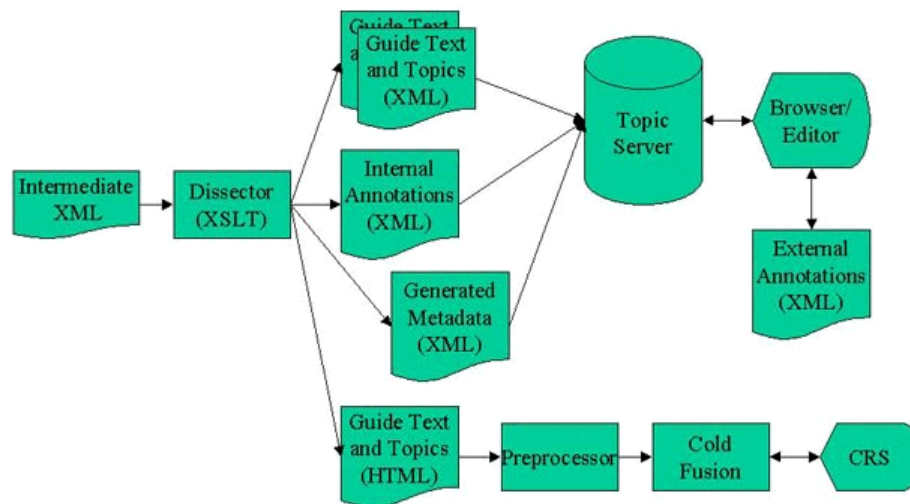 Guide Text
a
Guide Text
and Topics
(XML)
Topic
Server
Browser/
Editor
Intermediate
XML
Dissector
(XSLT)
Internal
Annotations
(XML)
External
Annotations
(XML)
Generated
Metadata
(XML)
Guide Text
and Topics
(HTML)
Preprocessor
Cold
Fusion
CRS